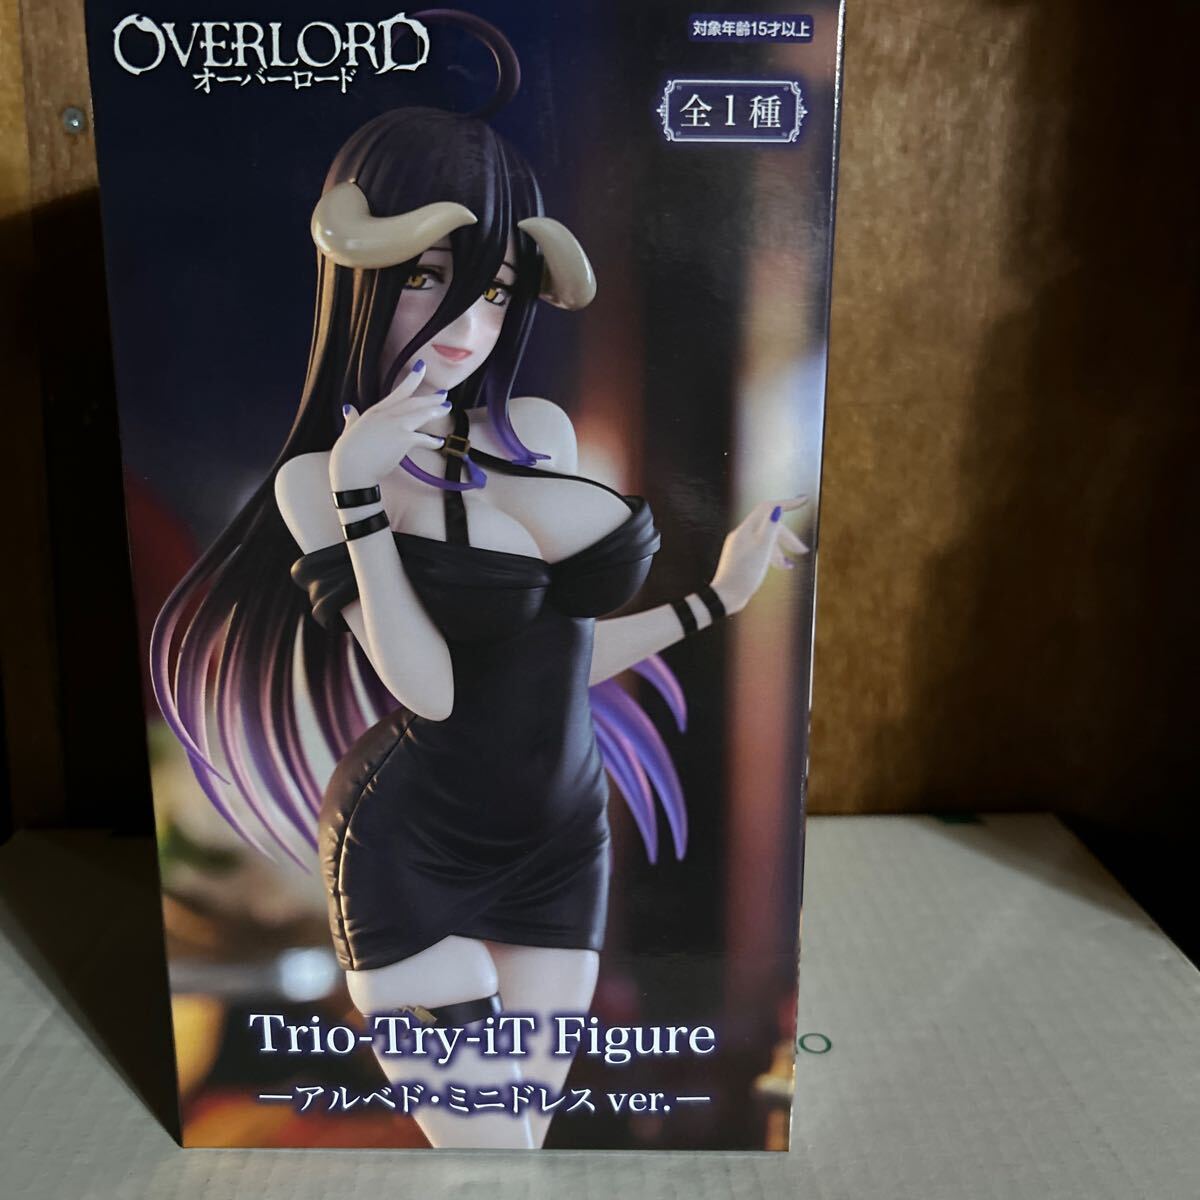 OVERLORD
オーバーロード
対象年齢15才以上
全1種
Trio-Try-iT Figure
―アルベド・ミニドレス ver.―